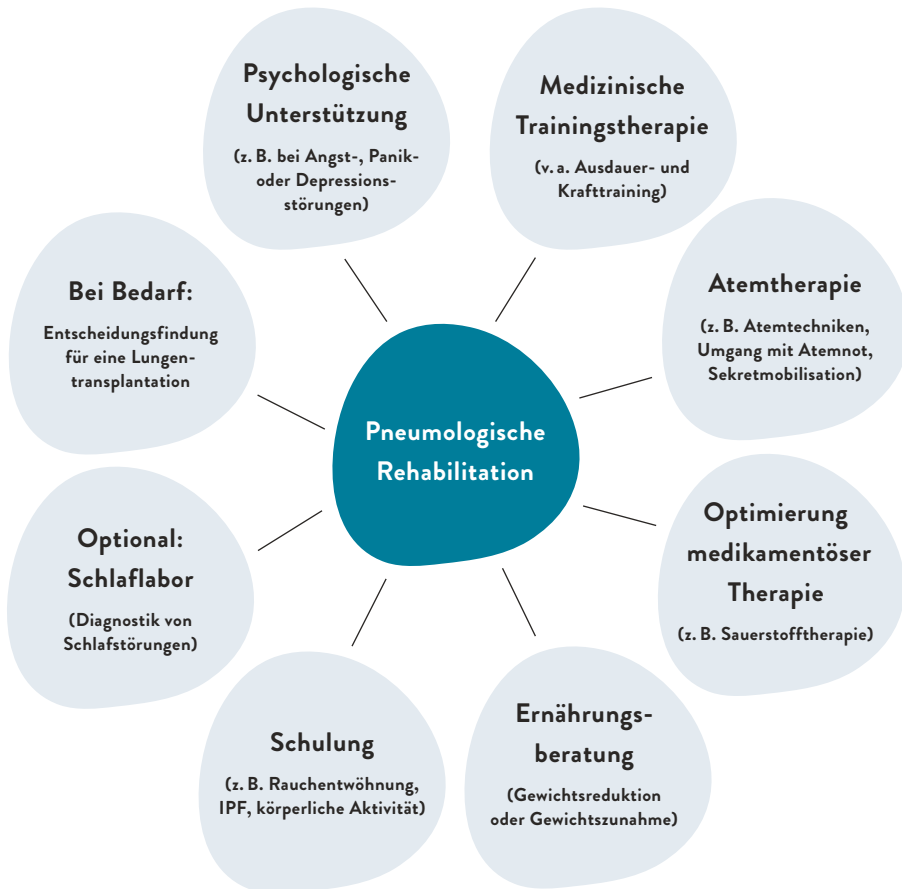 Psychologische
Unterstützung
(z. B. bei Angst-, Panik-
oder Depressions-
störungen)
Medizinische
Trainingstherapie
(v. a. Ausdauer- und
Krafttraining)
Bei Bedarf:
Entscheidungsfindung
für eine Lungen-
transplantation
Atemtherapie
(z. B. Atemtechniken,
Umgang mit Atemnot,
Sekretmobilisation)
Pneumologische
Rehabilitation
Optional:
Schlaflabor
(Diagnostik von
Schlafstörungen)
Optimierung
medikamentöser
Therapie
(z. B. Sauerstofftherapie)
Schulung
(z. B. Rauchentwöhnung,
IPF, körperliche Aktivität)
Ernährungs-
beratung
(Gewichtsreduktion
oder Gewichtszunahme)